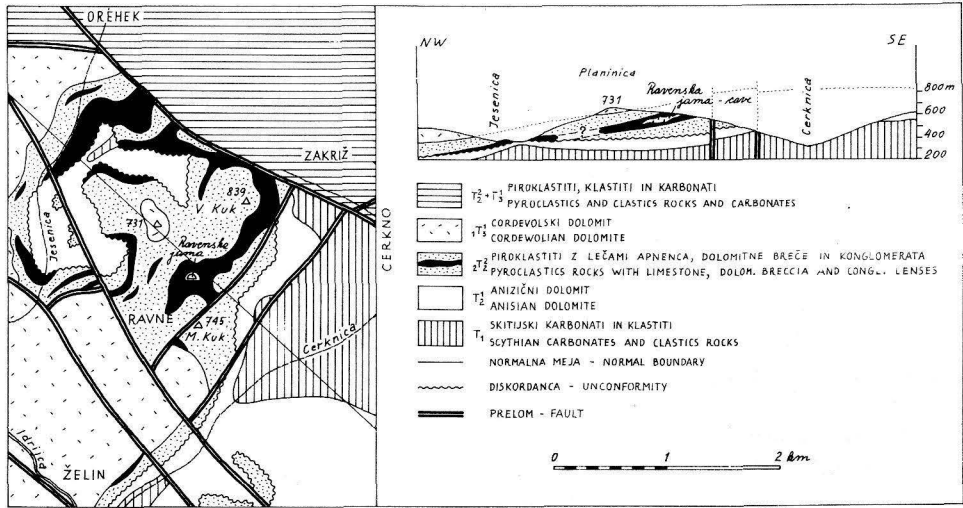 OREHEK
ZAKRIŽ
839
V. Kuk
731
Jesenica
Ravenska
jama
RAVNE
745
M. Kuk
Cerknica
Idrijca
ŽELIN
CERKNO
NW
SE
Planinica
Jesenica
731
Ravenska
jama - cave
Cerknica
?
800m
600
400
200
T₂²+T₃¹ PIROKLASTITI, KLASTITI IN KARBONATI
PYROCLASTICS AND CLASTICS ROCKS AND CARBONATES
₁T₃¹ CORDEVOLSKI DOLOMIT
CORDEWOLIAN DOLOMITE
₂T₂² PIROKLASTITI Z LEČAMI APNENCA, DOLOMITNE BREČE IN KONGLOMERATA
PYROCLASTICS ROCKS WITH LIMESTONE, DOLOM. BRECCIA AND CONGL. LENSES
T₂¹ ANIZIČNI DOLOMIT
ANISIAN DOLOMITE
T₁ SKITIJSKI KARBONATI IN KLASTITI
SCYTHIAN CARBONATES AND CLASTICS ROCKS
NORMALNA MEJA - NORMAL BOUNDARY
DISKORDANCA - UNCONFORMITY
PRELOM - FAULT
0 1 2 km